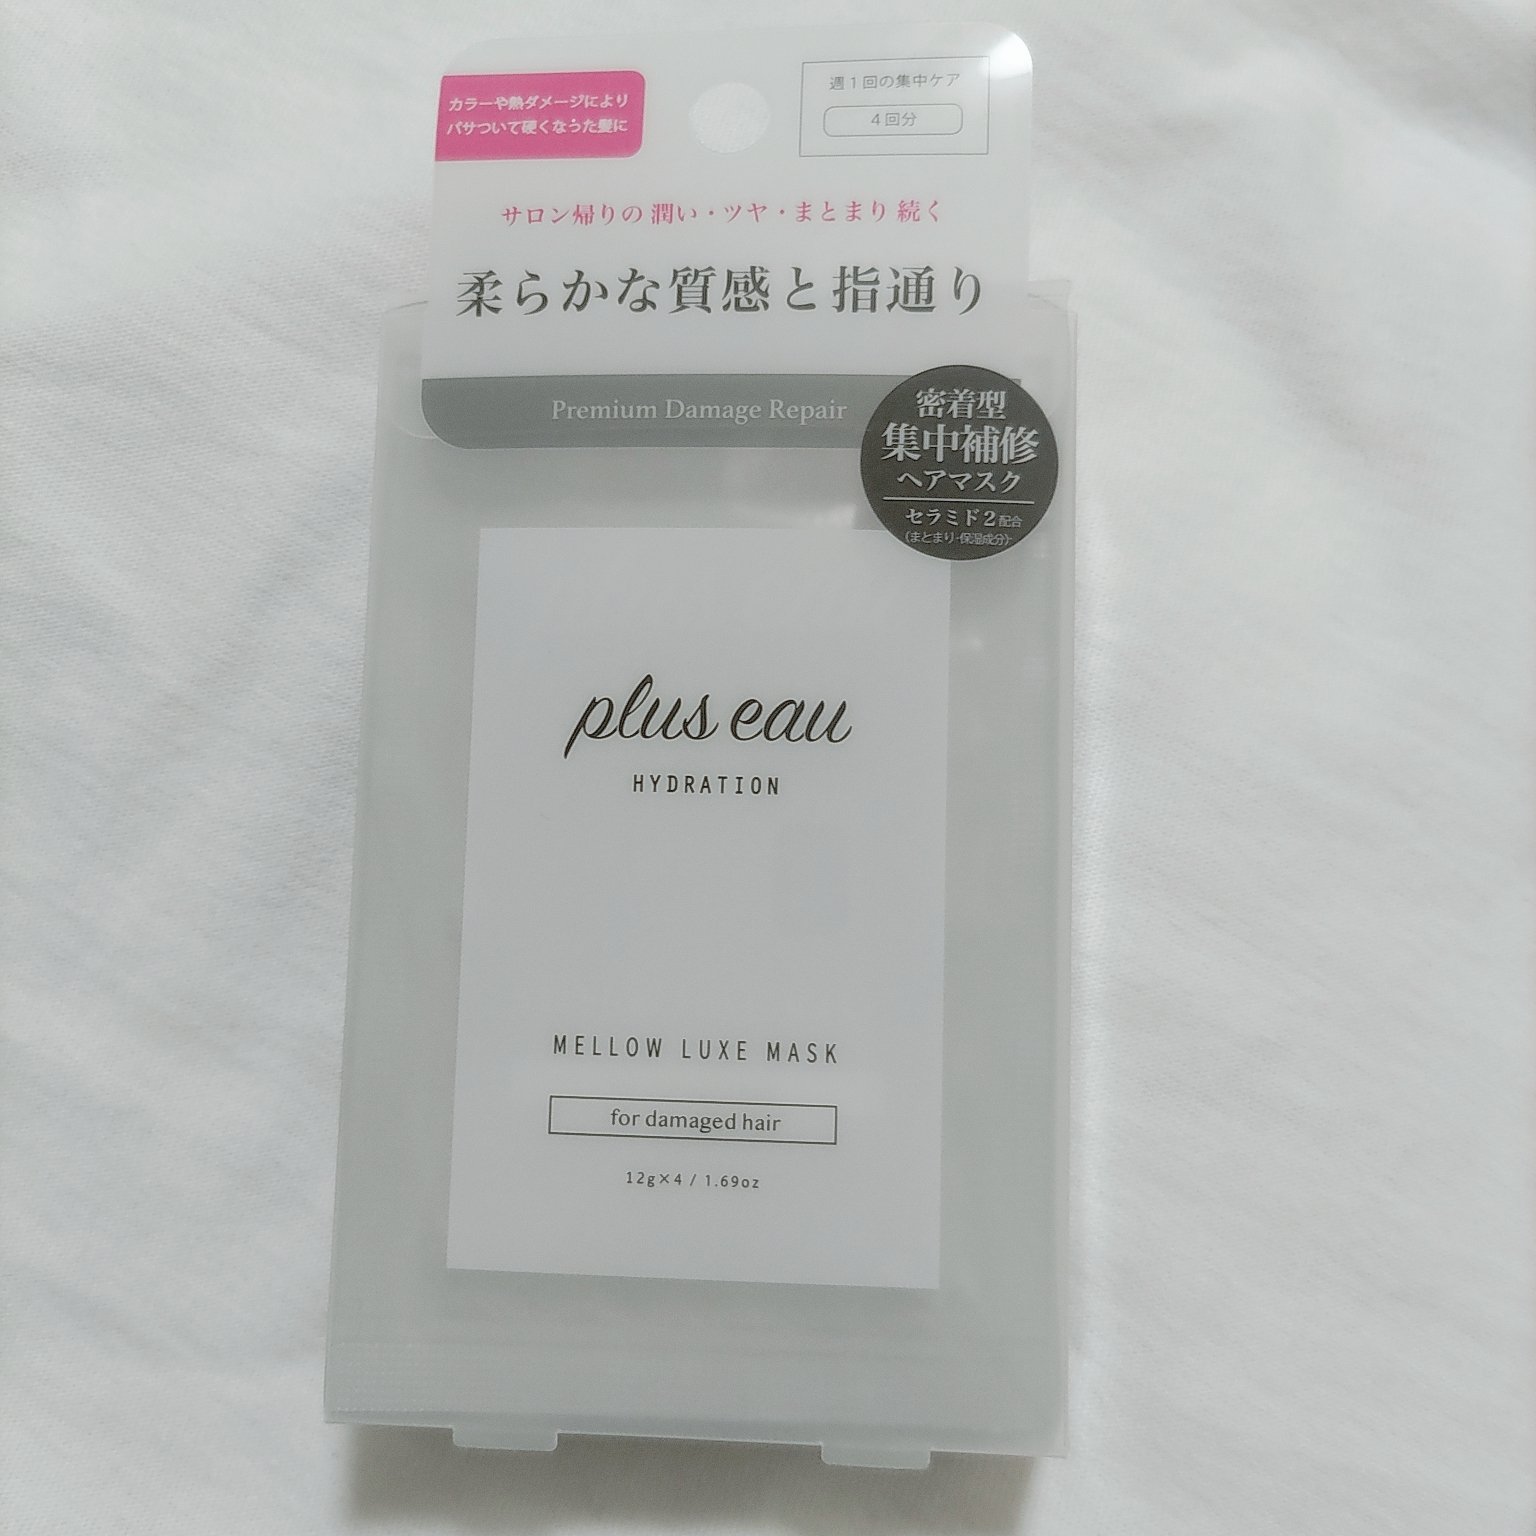 カラーや熱ダメージにより
パサついて硬くなった髪に
週1回の集中ケア
4回分
サロン帰りの潤い・ツヤ・まとまり続く
柔らかな質感と指通り
Premium Damage Repair
密着型
集中補修
ヘアマスク
セラミド2配合
(まとまり・保湿成分)
plus eau
HYDRATION
MELLOW LUXE MASK
for damaged hair
12g×4 / 1.69oz